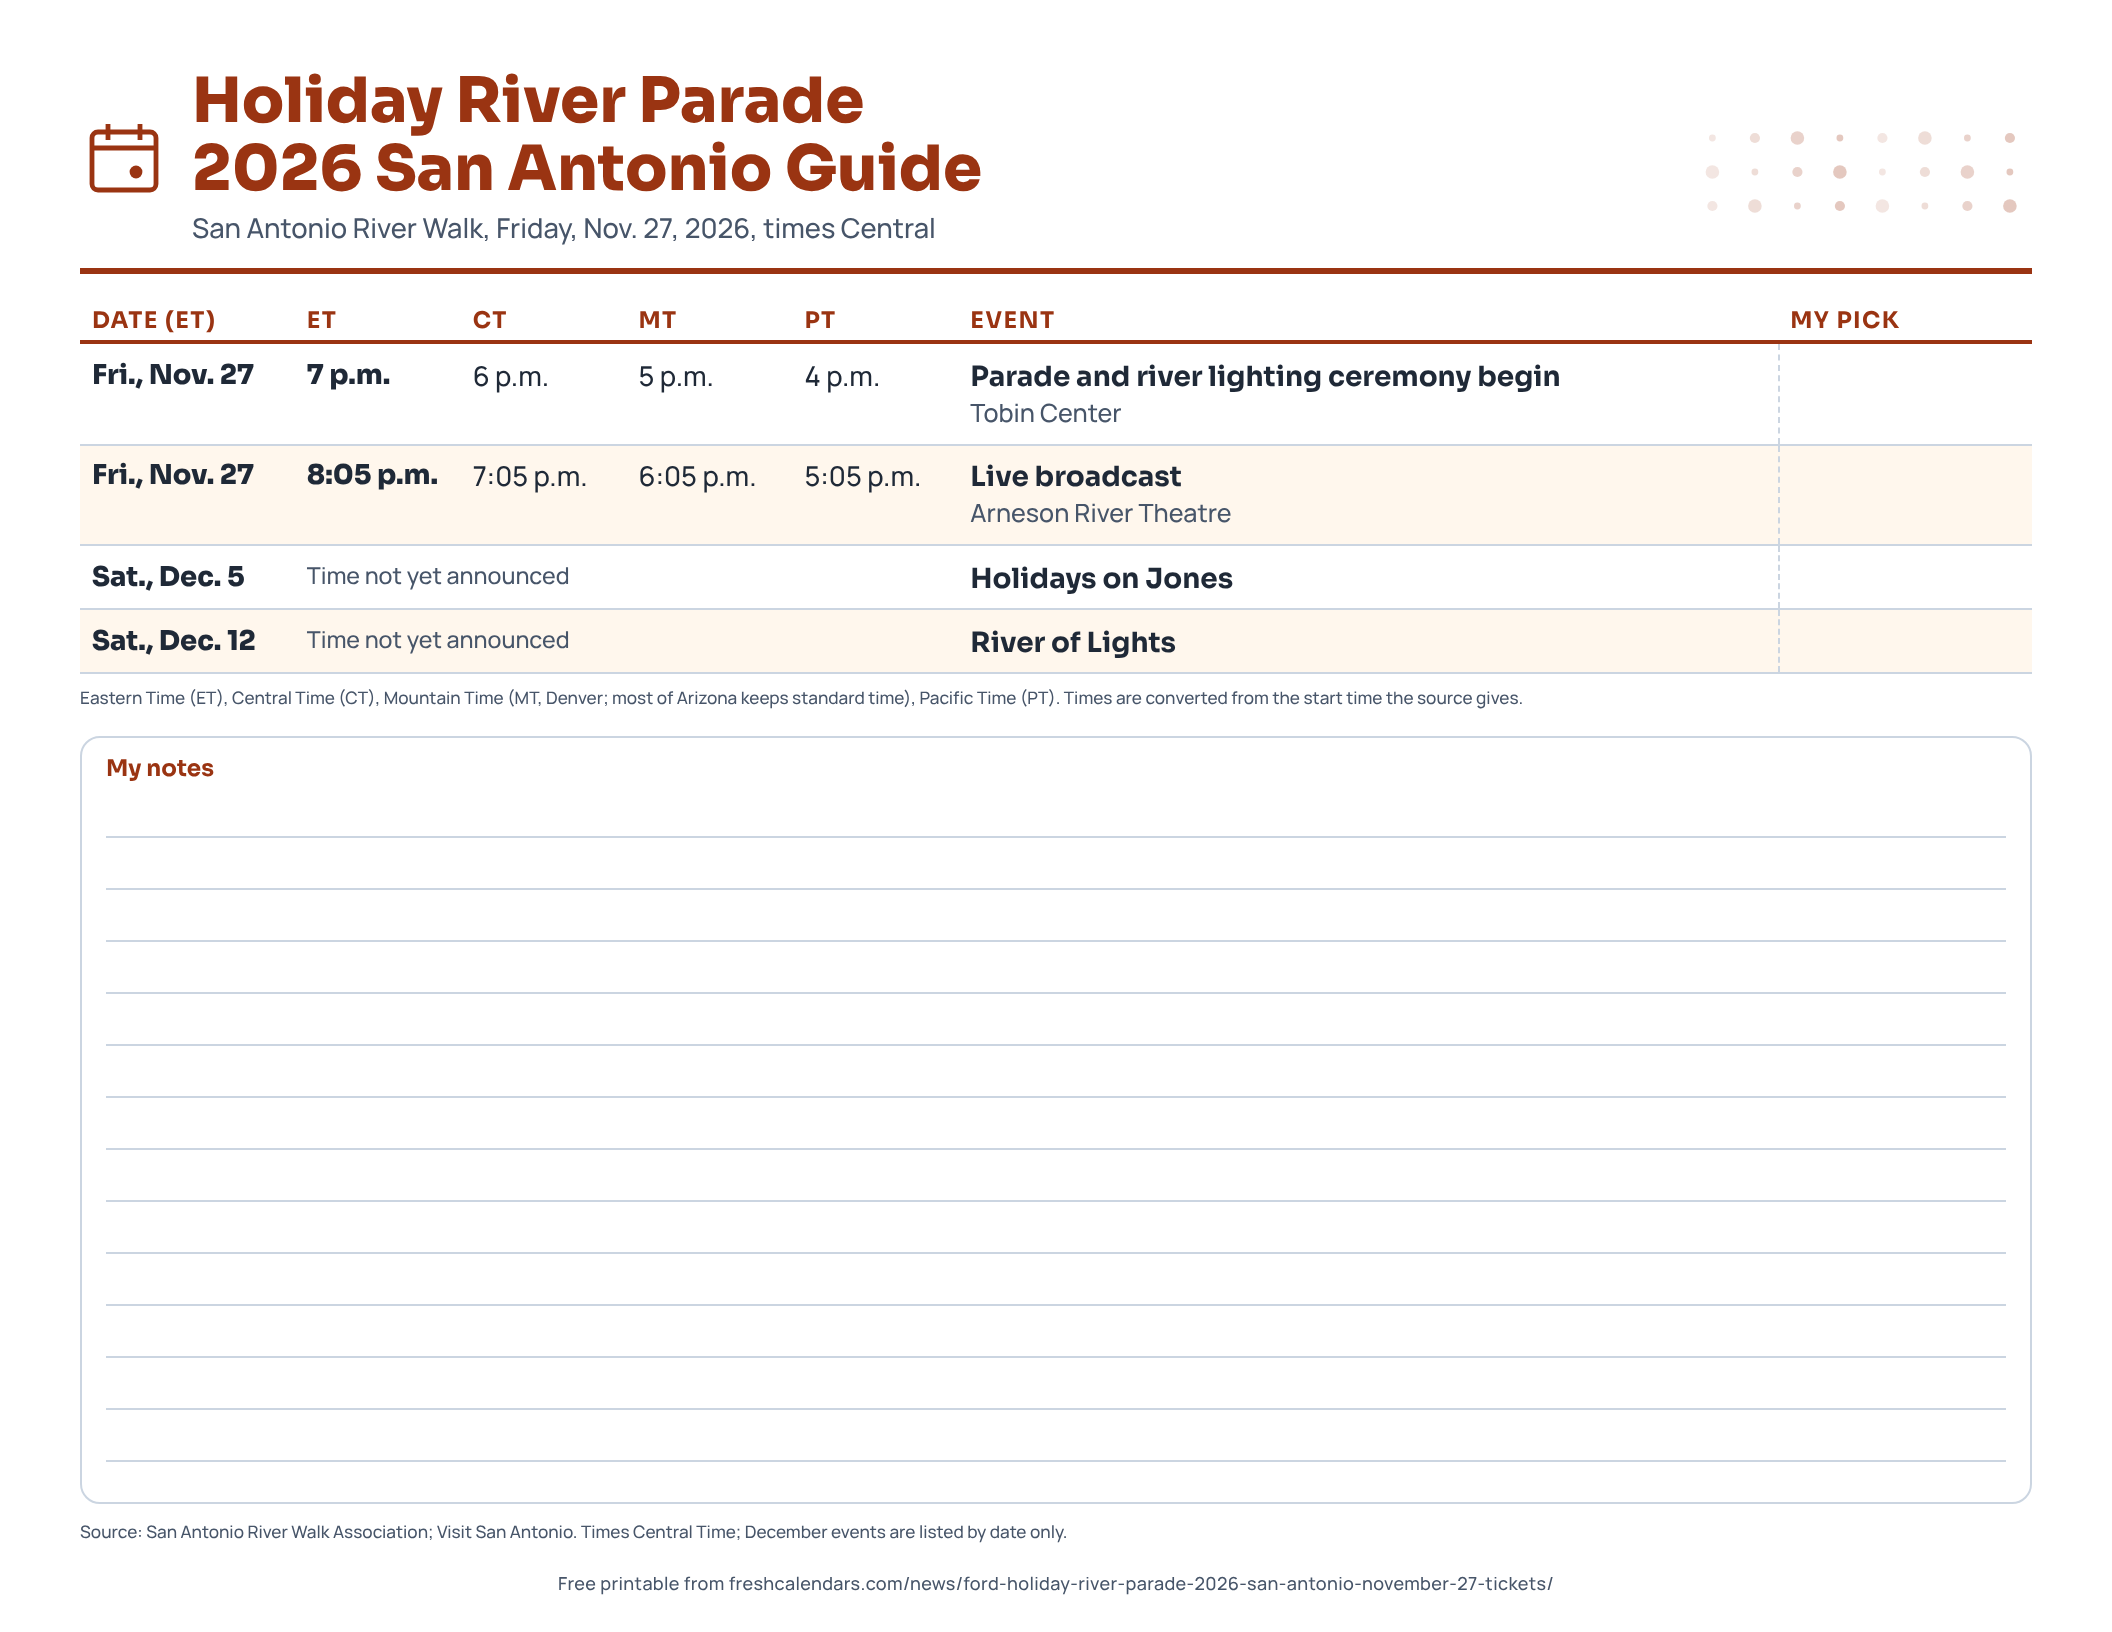 Holiday River Parade
2026 San Antonio Guide
San Antonio River Walk, Friday, Nov. 27, 2026, times Central
DATE (ET) ET CT MT PT EVENT MY PICK
Fri., Nov. 27 7 p.m. 6 p.m. 5 p.m. 4 p.m. Parade and river lighting ceremony begin
Tobin Center
Fri., Nov. 27 8:05 p.m. 7:05 p.m. 6:05 p.m. 5:05 p.m. Live broadcast
Arneson River Theatre
Sat., Dec. 5 Time not yet announced Holidays on Jones
Sat., Dec. 12 Time not yet announced River of Lights
Eastern Time (ET), Central Time (CT), Mountain Time (MT, Denver; most of Arizona keeps standard time), Pacific Time (PT). Times are converted from the start time the source gives.
My notes
Source: San Antonio River Walk Association; Visit San Antonio. Times Central Time; December events are listed by date only.
Free printable from freshcalendars.com/news/ford-holiday-river-parade-2026-san-antonio-november-27-tickets/